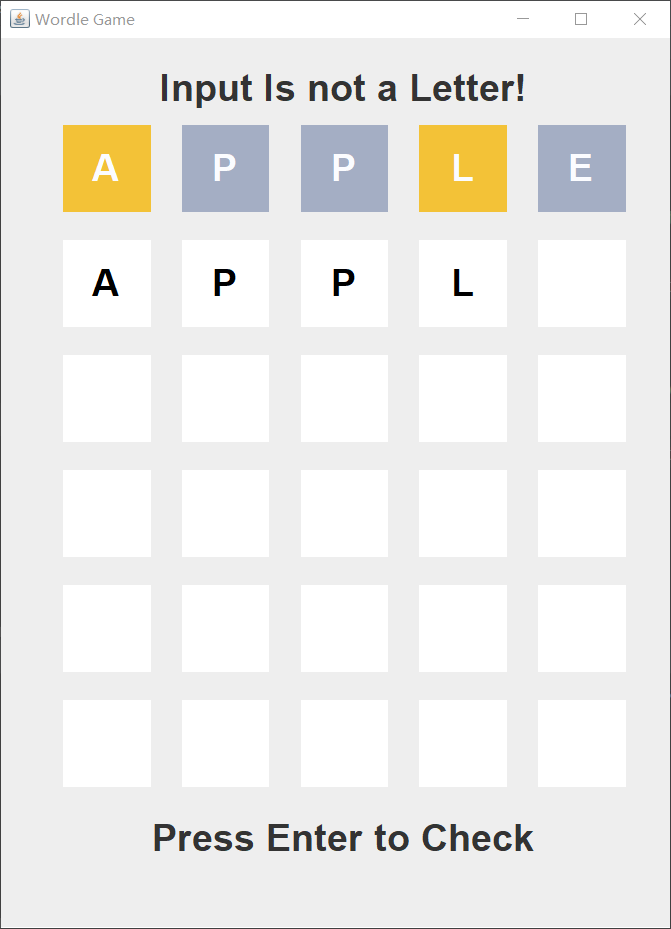 Wordle Game
Input Is not a Letter!
A P P L E
A P P L
Press Enter to Check